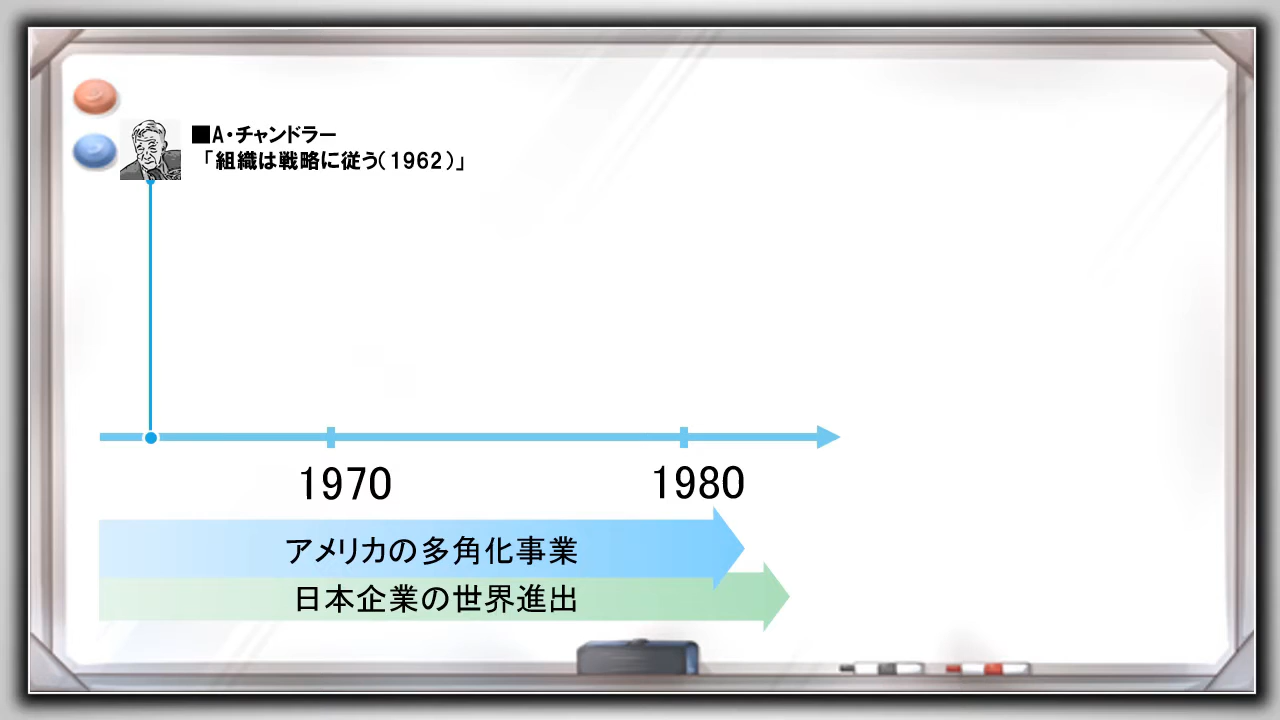 ■A・チャンドラー
「組織は戦略に従う（1962）」
1970
1980
アメリカの多角化事業
日本企業の世界進出